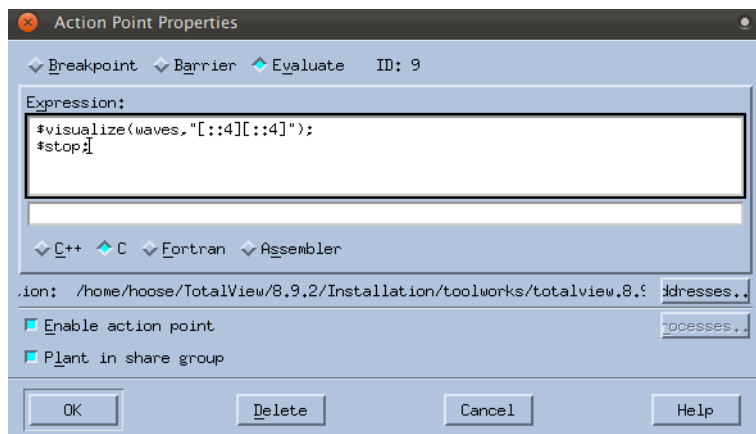 Action Point Properties
Breakpoint Barrier Evaluate ID: 9
Expression:
$visualize(waves,"[::4][::4]");
$stop;
C++ C Fortran Assembler
ion: /home/hoose/TotalView/8.9.2/Installation/toolworks/totalview.8.9 ddresses..
Enable action point
rocesses..
Plant in share group
OK Delete Cancel Help